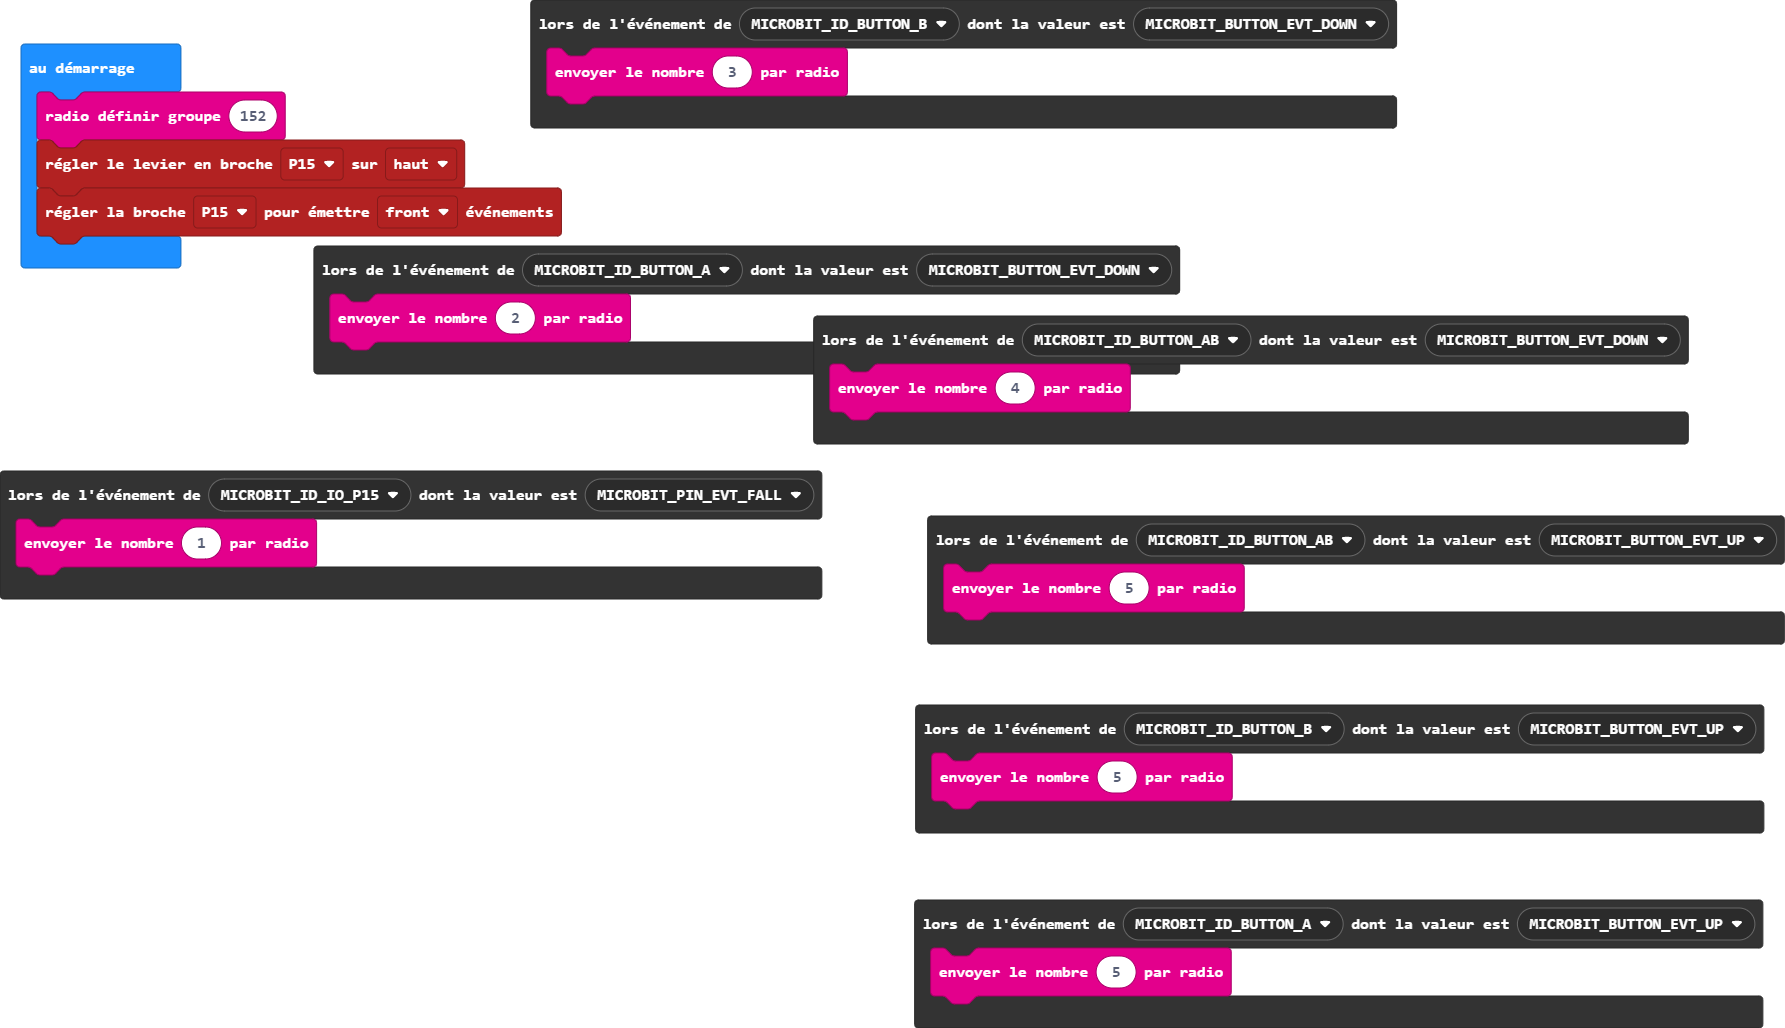 lors de l'événement de MICROBIT_ID_BUTTON_B dont la valeur est MICROBIT_BUTTON_EVT_DOWN
envoyer le nombre 3 par radio
au démarrage
radio définir groupe 152
régler le levier en broche P15 sur haut
régler la broche P15 pour émettre front événements
lors de l'événement de MICROBIT_ID_BUTTON_A dont la valeur est MICROBIT_BUTTON_EVT_DOWN
envoyer le nombre 2 par radio
lors de l'événement de MICROBIT_ID_BUTTON_AB dont la valeur est MICROBIT_BUTTON_EVT_DOWN
envoyer le nombre 4 par radio
lors de l'événement de MICROBIT_ID_IO_P15 dont la valeur est MICROBIT_PIN_EVT_FALL
envoyer le nombre 1 par radio
lors de l'événement de MICROBIT_ID_BUTTON_AB dont la valeur est MICROBIT_BUTTON_EVT_UP
envoyer le nombre 5 par radio
lors de l'événement de MICROBIT_ID_BUTTON_B dont la valeur est MICROBIT_BUTTON_EVT_UP
envoyer le nombre 5 par radio
lors de l'événement de MICROBIT_ID_BUTTON_A dont la valeur est MICROBIT_BUTTON_EVT_UP
envoyer le nombre 5 par radio